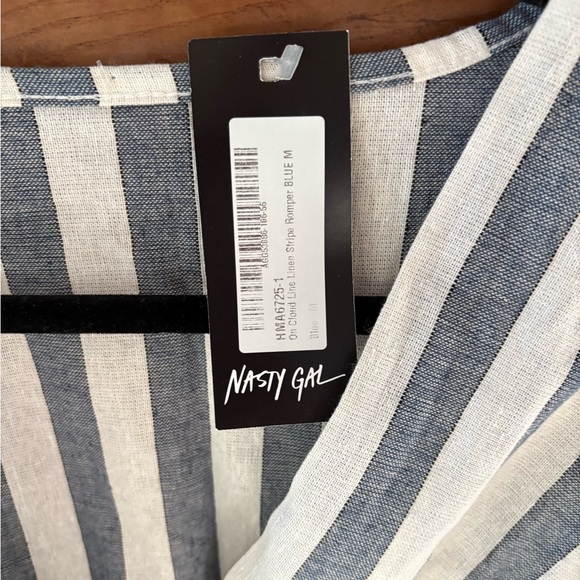 HMA6725-1
On Cloud Line Linen Stripe Romper BLUE M
NASTY GAL